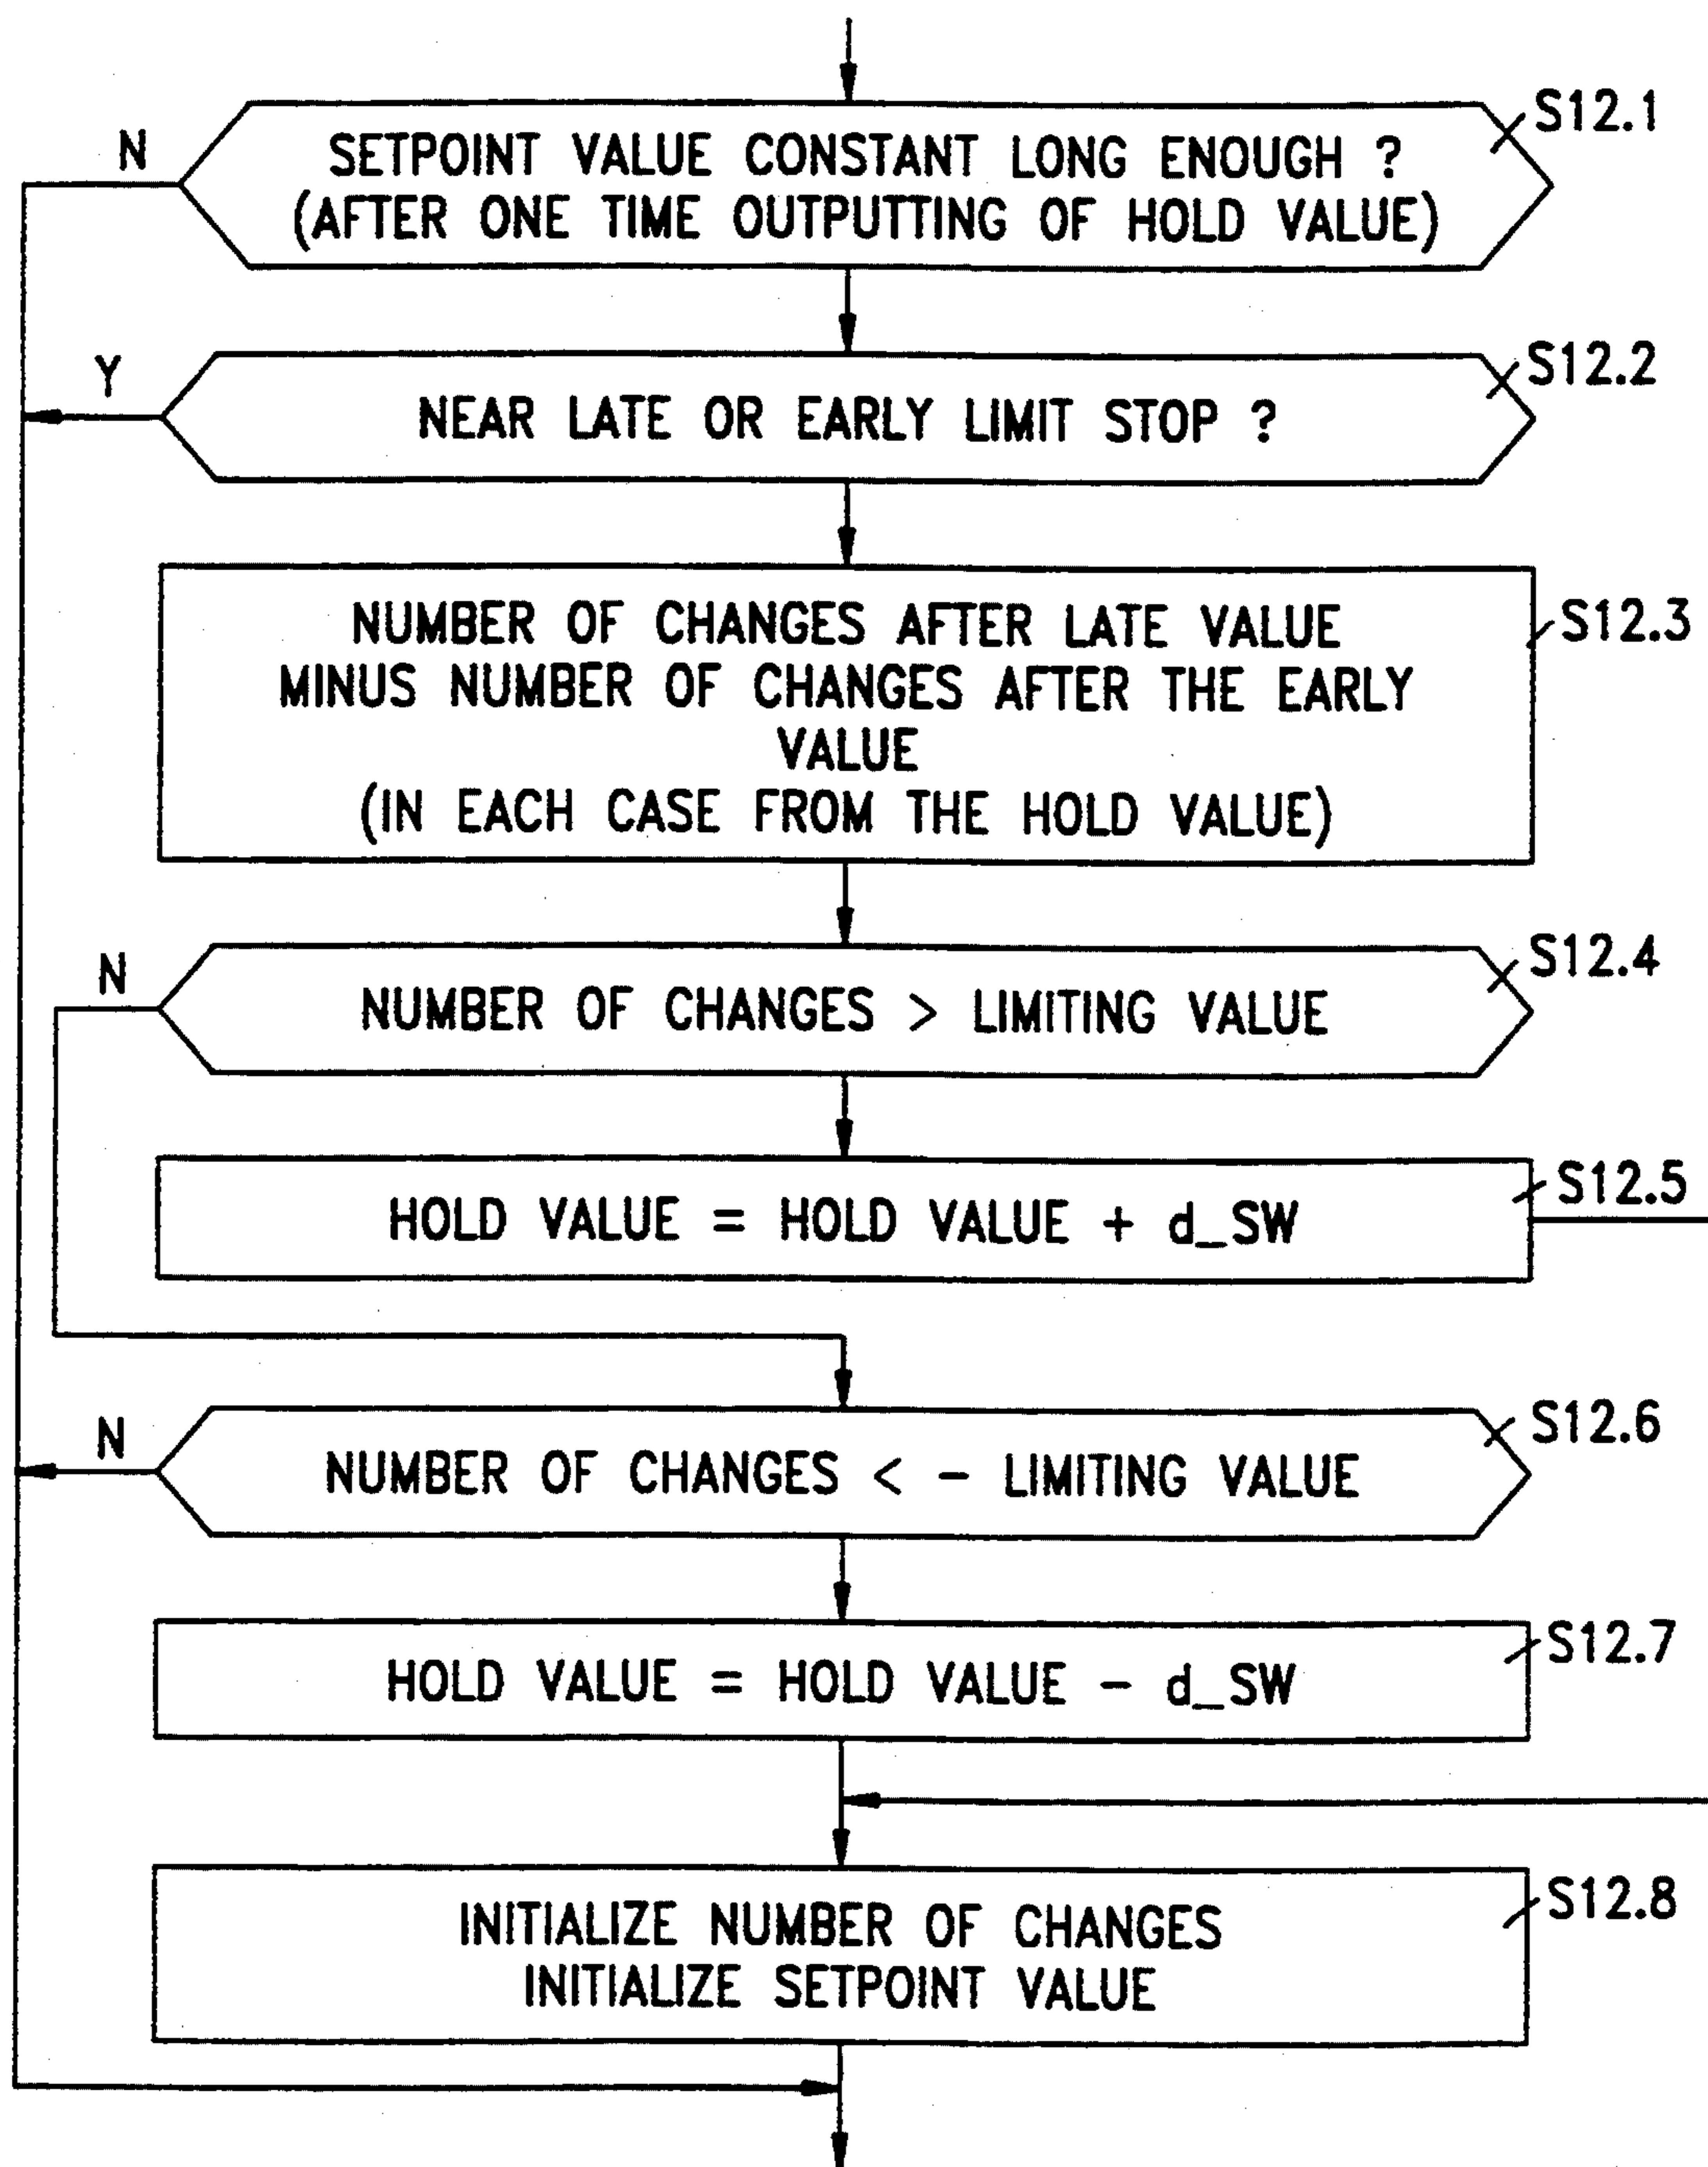 S12.1
N
SETPOINT VALUE CONSTANT LONG ENOUGH ?
(AFTER ONE TIME OUTPUTTING OF HOLD VALUE)
S12.2
Y
NEAR LATE OR EARLY LIMIT STOP ?
S12.3
NUMBER OF CHANGES AFTER LATE VALUE
MINUS NUMBER OF CHANGES AFTER THE EARLY
VALUE
(IN EACH CASE FROM THE HOLD VALUE)
S12.4
N
NUMBER OF CHANGES > LIMITING VALUE
S12.5
HOLD VALUE = HOLD VALUE + d_SW
S12.6
N
NUMBER OF CHANGES < - LIMITING VALUE
S12.7
HOLD VALUE = HOLD VALUE - d_SW
S12.8
INITIALIZE NUMBER OF CHANGES
INITIALIZE SETPOINT VALUE